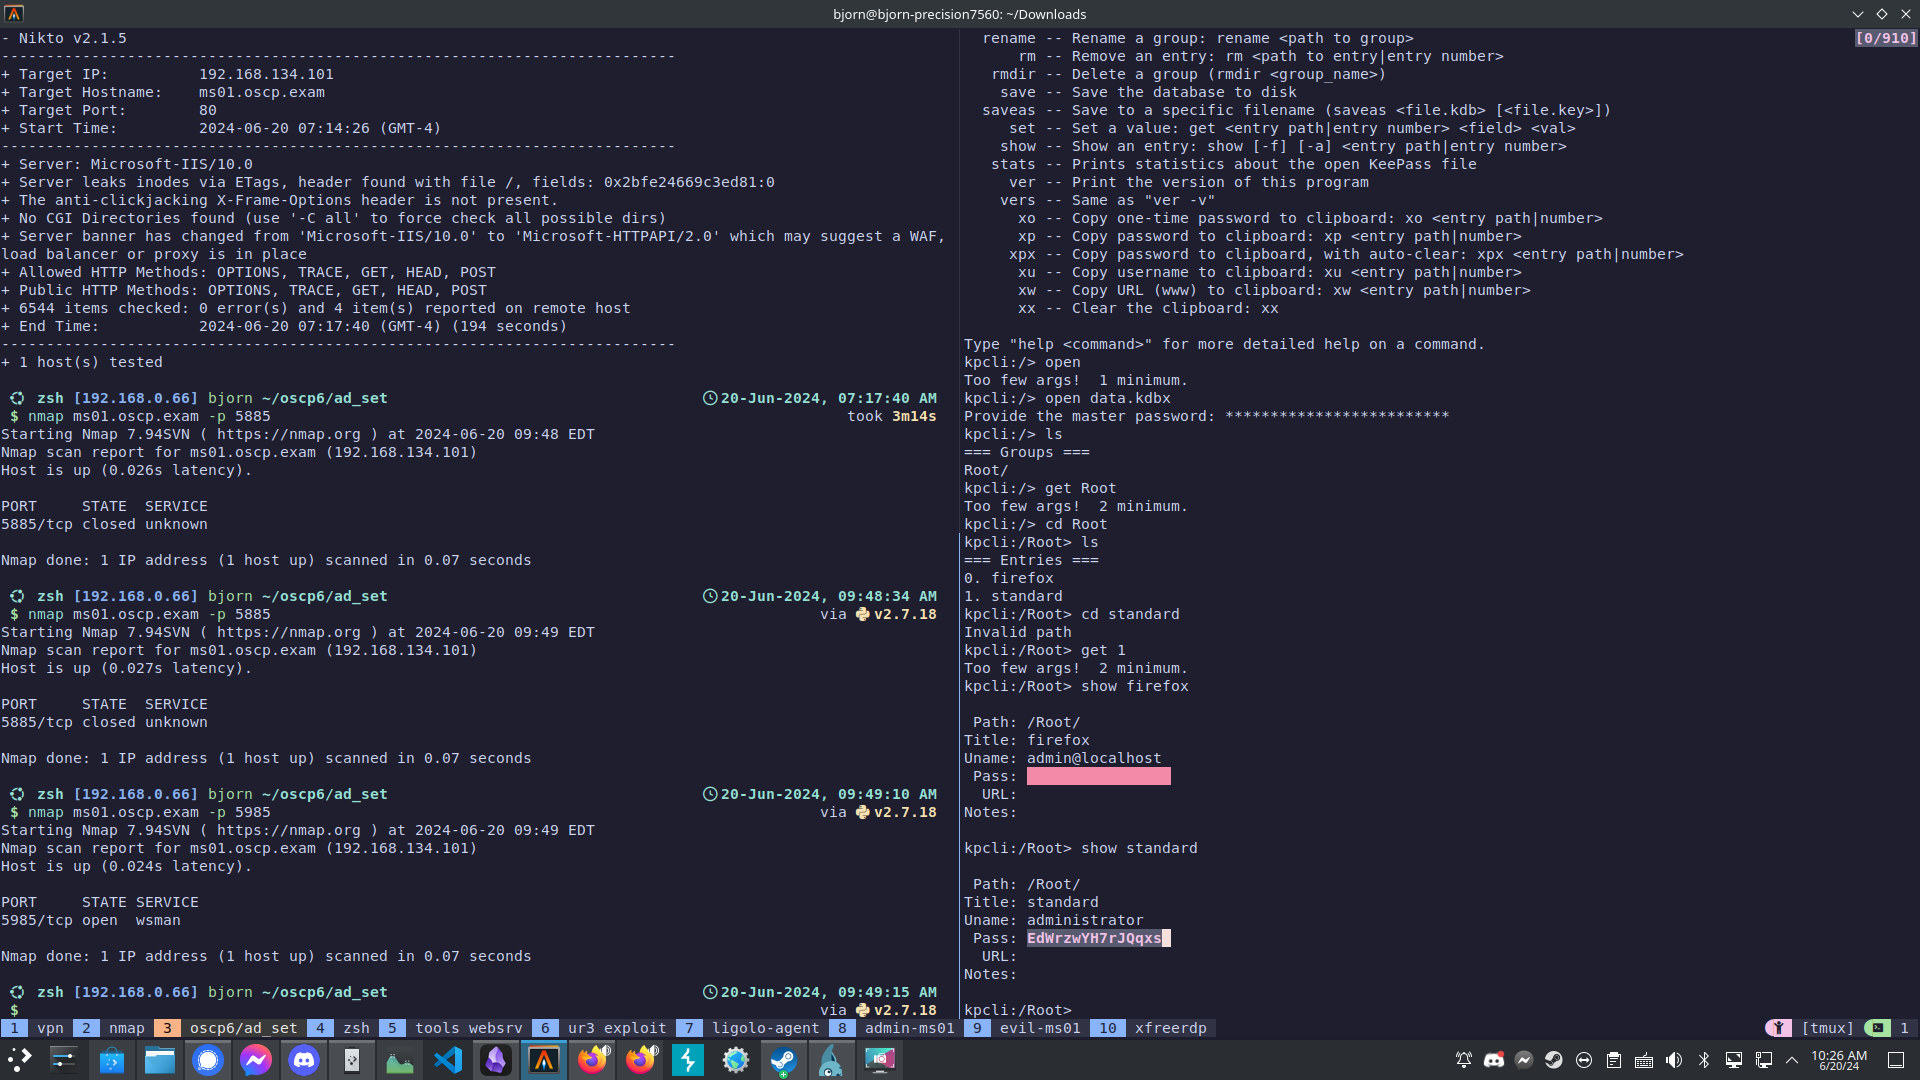 bjorn@bjorn-precision7560: ~/Downloads
- Nikto v2.1.5
---------------------------------------------------------------------------
+ Target IP:          192.168.134.101
+ Target Hostname:    ms01.oscp.exam
+ Target Port:        80
+ Start Time:         2024-06-20 07:14:26 (GMT-4)
---------------------------------------------------------------------------
+ Server: Microsoft-IIS/10.0
+ Server leaks inodes via ETags, header found with file /, fields: 0x2bfe24669c3ed81:0
+ The anti-clickjacking X-Frame-Options header is not present.
+ No CGI Directories found (use '-C all' to force check all possible dirs)
+ Server banner has changed from 'Microsoft-IIS/10.0' to 'Microsoft-HTTPAPI/2.0' which may suggest a WAF,
load balancer or proxy is in place
+ Allowed HTTP Methods: OPTIONS, TRACE, GET, HEAD, POST
+ Public HTTP Methods: OPTIONS, TRACE, GET, HEAD, POST
+ 6544 items checked: 0 error(s) and 4 item(s) reported on remote host
+ End Time:           2024-06-20 07:17:40 (GMT-4) (194 seconds)
---------------------------------------------------------------------------
+ 1 host(s) tested
zsh [192.168.0.66] bjorn ~/oscp6/ad_set 20-Jun-2024, 07:17:40 AM
$ nmap ms01.oscp.exam -p 5885 took 3m14s
Starting Nmap 7.94SVN ( https://nmap.org ) at 2024-06-20 09:48 EDT
Nmap scan report for ms01.oscp.exam (192.168.134.101)
Host is up (0.026s latency).
PORT     STATE  SERVICE
5885/tcp closed unknown
Nmap done: 1 IP address (1 host up) scanned in 0.07 seconds
zsh [192.168.0.66] bjorn ~/oscp6/ad_set 20-Jun-2024, 09:48:34 AM
$ nmap ms01.oscp.exam -p 5885 via v2.7.18
Starting Nmap 7.94SVN ( https://nmap.org ) at 2024-06-20 09:49 EDT
Nmap scan report for ms01.oscp.exam (192.168.134.101)
Host is up (0.027s latency).
PORT     STATE  SERVICE
5885/tcp closed unknown
Nmap done: 1 IP address (1 host up) scanned in 0.07 seconds
zsh [192.168.0.66] bjorn ~/oscp6/ad_set 20-Jun-2024, 09:49:10 AM
$ nmap ms01.oscp.exam -p 5985 via v2.7.18
Starting Nmap 7.94SVN ( https://nmap.org ) at 2024-06-20 09:49 EDT
Nmap scan report for ms01.oscp.exam (192.168.134.101)
Host is up (0.024s latency).
PORT     STATE SERVICE
5985/tcp open  wsman
Nmap done: 1 IP address (1 host up) scanned in 0.07 seconds
zsh [192.168.0.66] bjorn ~/oscp6/ad_set 20-Jun-2024, 09:49:15 AM
$ via v2.7.18
[0/910]
rename -- Rename a group: rename <path to group>
rm -- Remove an entry: rm <path to entry|entry number>
rmdir -- Delete a group (rmdir <group_name>)
save -- Save the database to disk
saveas -- Save to a specific filename (saveas <file.kdb> [<file.key>])
set -- Set a value: get <entry path|entry number> <field> <val>
show -- Show an entry: show [-f] [-a] <entry path|entry number>
stats -- Prints statistics about the open KeePass file
ver -- Print the version of this program
vers -- Same as "ver -v"
xo -- Copy one-time password to clipboard: xo <entry path|number>
xp -- Copy password to clipboard: xp <entry path|number>
xpx -- Copy password to clipboard, with auto-clear: xpx <entry path|number>
xu -- Copy username to clipboard: xu <entry path|number>
xw -- Copy URL (www) to clipboard: xw <entry path|number>
xx -- Clear the clipboard: xx
Type "help <command>" for more detailed help on a command.
kpcli:/> open
Too few args!  1 minimum.
kpcli:/> open data.kdbx
Provide the master password: *************************
kpcli:/> ls
=== Groups ===
Root/
kpcli:/> get Root
Too few args!  2 minimum.
kpcli:/> cd Root
kpcli:/Root> ls
=== Entries ===
0. firefox
1. standard
kpcli:/Root> cd standard
Invalid path
kpcli:/Root> get 1
Too few args!  2 minimum.
kpcli:/Root> show firefox
Path: /Root/
Title: firefox
Uname: admin@localhost
Pass:
URL:
Notes:
kpcli:/Root> show standard
Path: /Root/
Title: standard
Uname: administrator
Pass: EdWrzwYH7rJQqxs
URL:
Notes:
kpcli:/Root>
1 vpn 2 nmap 3 oscp6/ad_set 4 zsh 5 tools websrv 6 ur3 exploit 7 ligolo-agent 8 admin-ms01 9 evil-ms01 10 xfreerdp [tmux] 1
10:26 AM
6/20/24